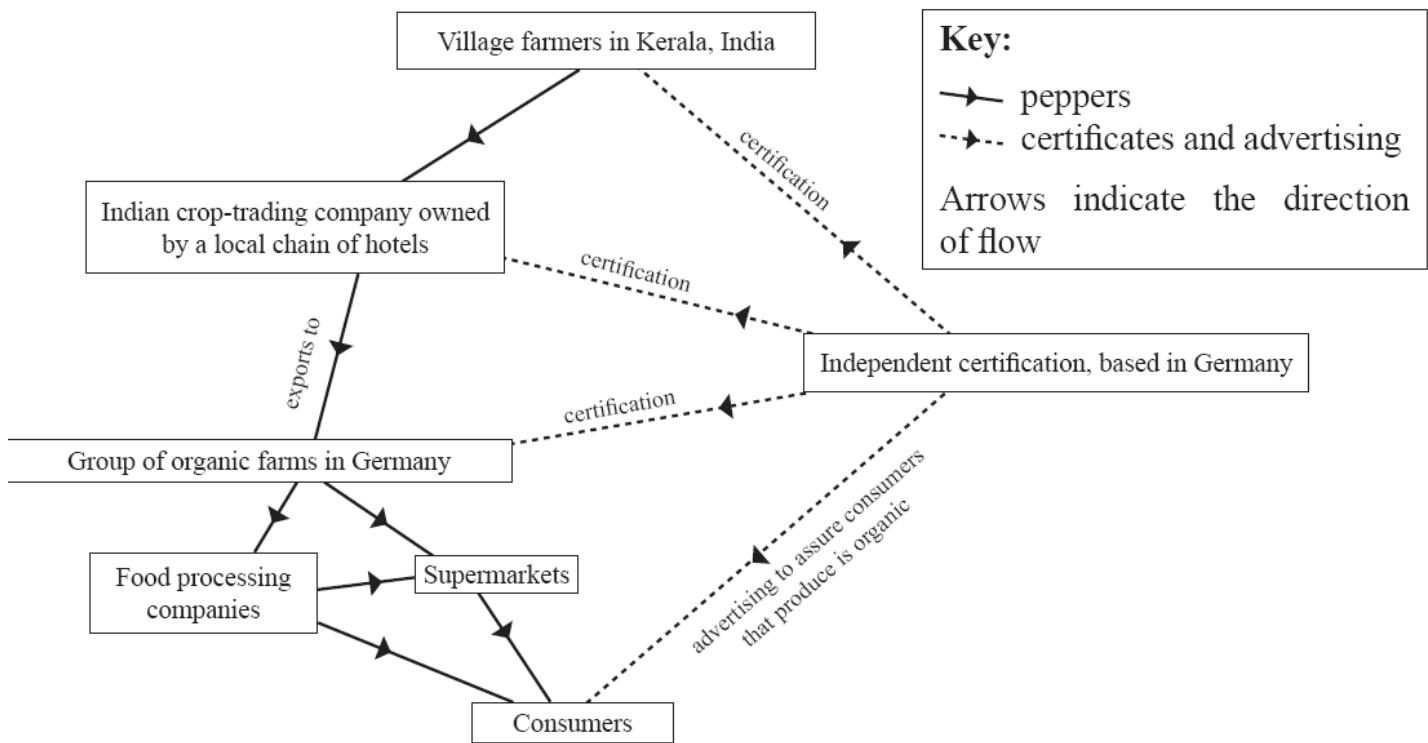 Village farmers in Kerala, India
Key:
peppers
certificates and advertising
Arrows indicate the direction
of flow
certification
Indian crop-trading company owned
by a local chain of hotels
certification
exports to
Independent certification, based in Germany
certification
Group of organic farms in Germany
advertising to assure consumers
that produce is organic
Food processing
companies
Supermarkets
Consumers